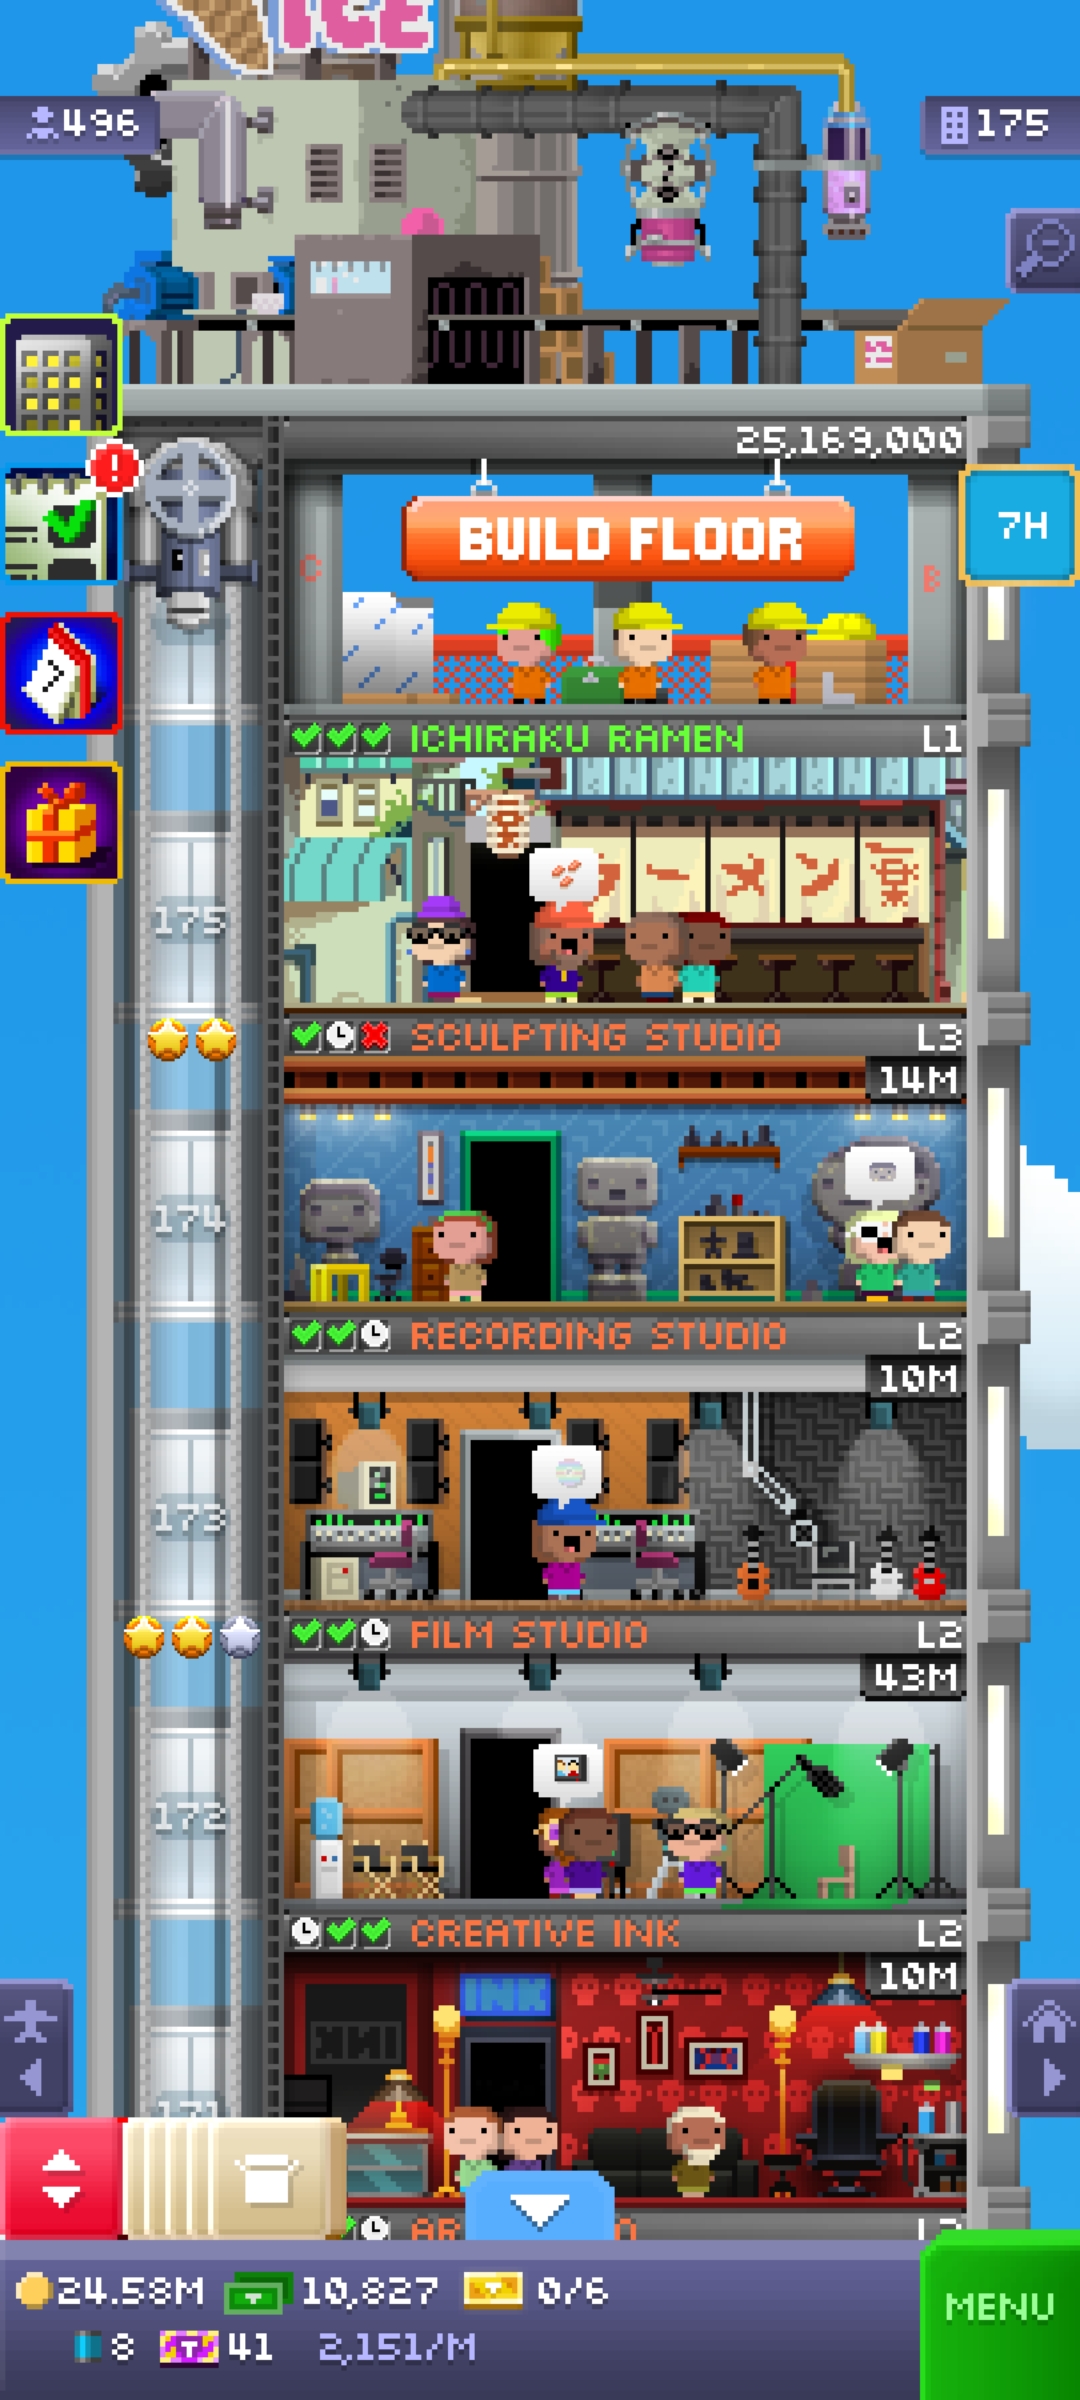 ICE
496
175
25,169,000
BUILD FLOOR
7H
C
B
ICHIRAKU RAMEN
L1
175
SCULPTING STUDIO
L3
14M
174
RECORDING STUDIO
L2
10M
173
FILM STUDIO
L2
43M
172
CREATIVE INK
L2
10M
INK
INK
171
24.58M
10,827
0/6
MENU
8
41
2,151/M